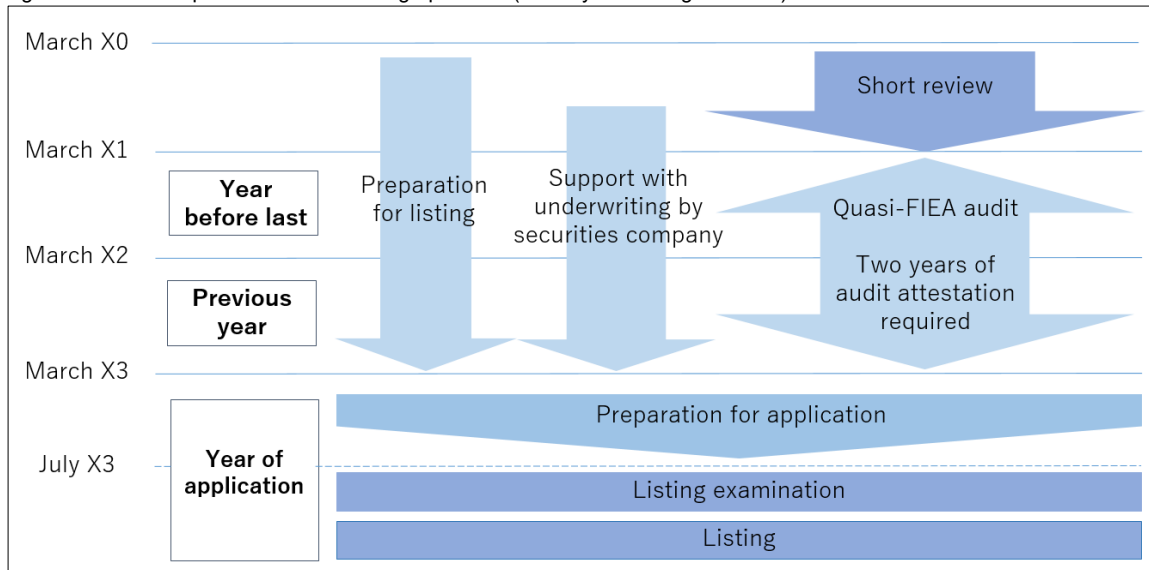 March X0
Short review
March X1
Year
before last
Preparation
for listing
Support with
underwriting by
securities company
Quasi-FIEA audit
Two years of
audit attestation
required
March X2
Previous
year
March X3
Preparation for application
July X3
Year of
application
Listing examination
Listing